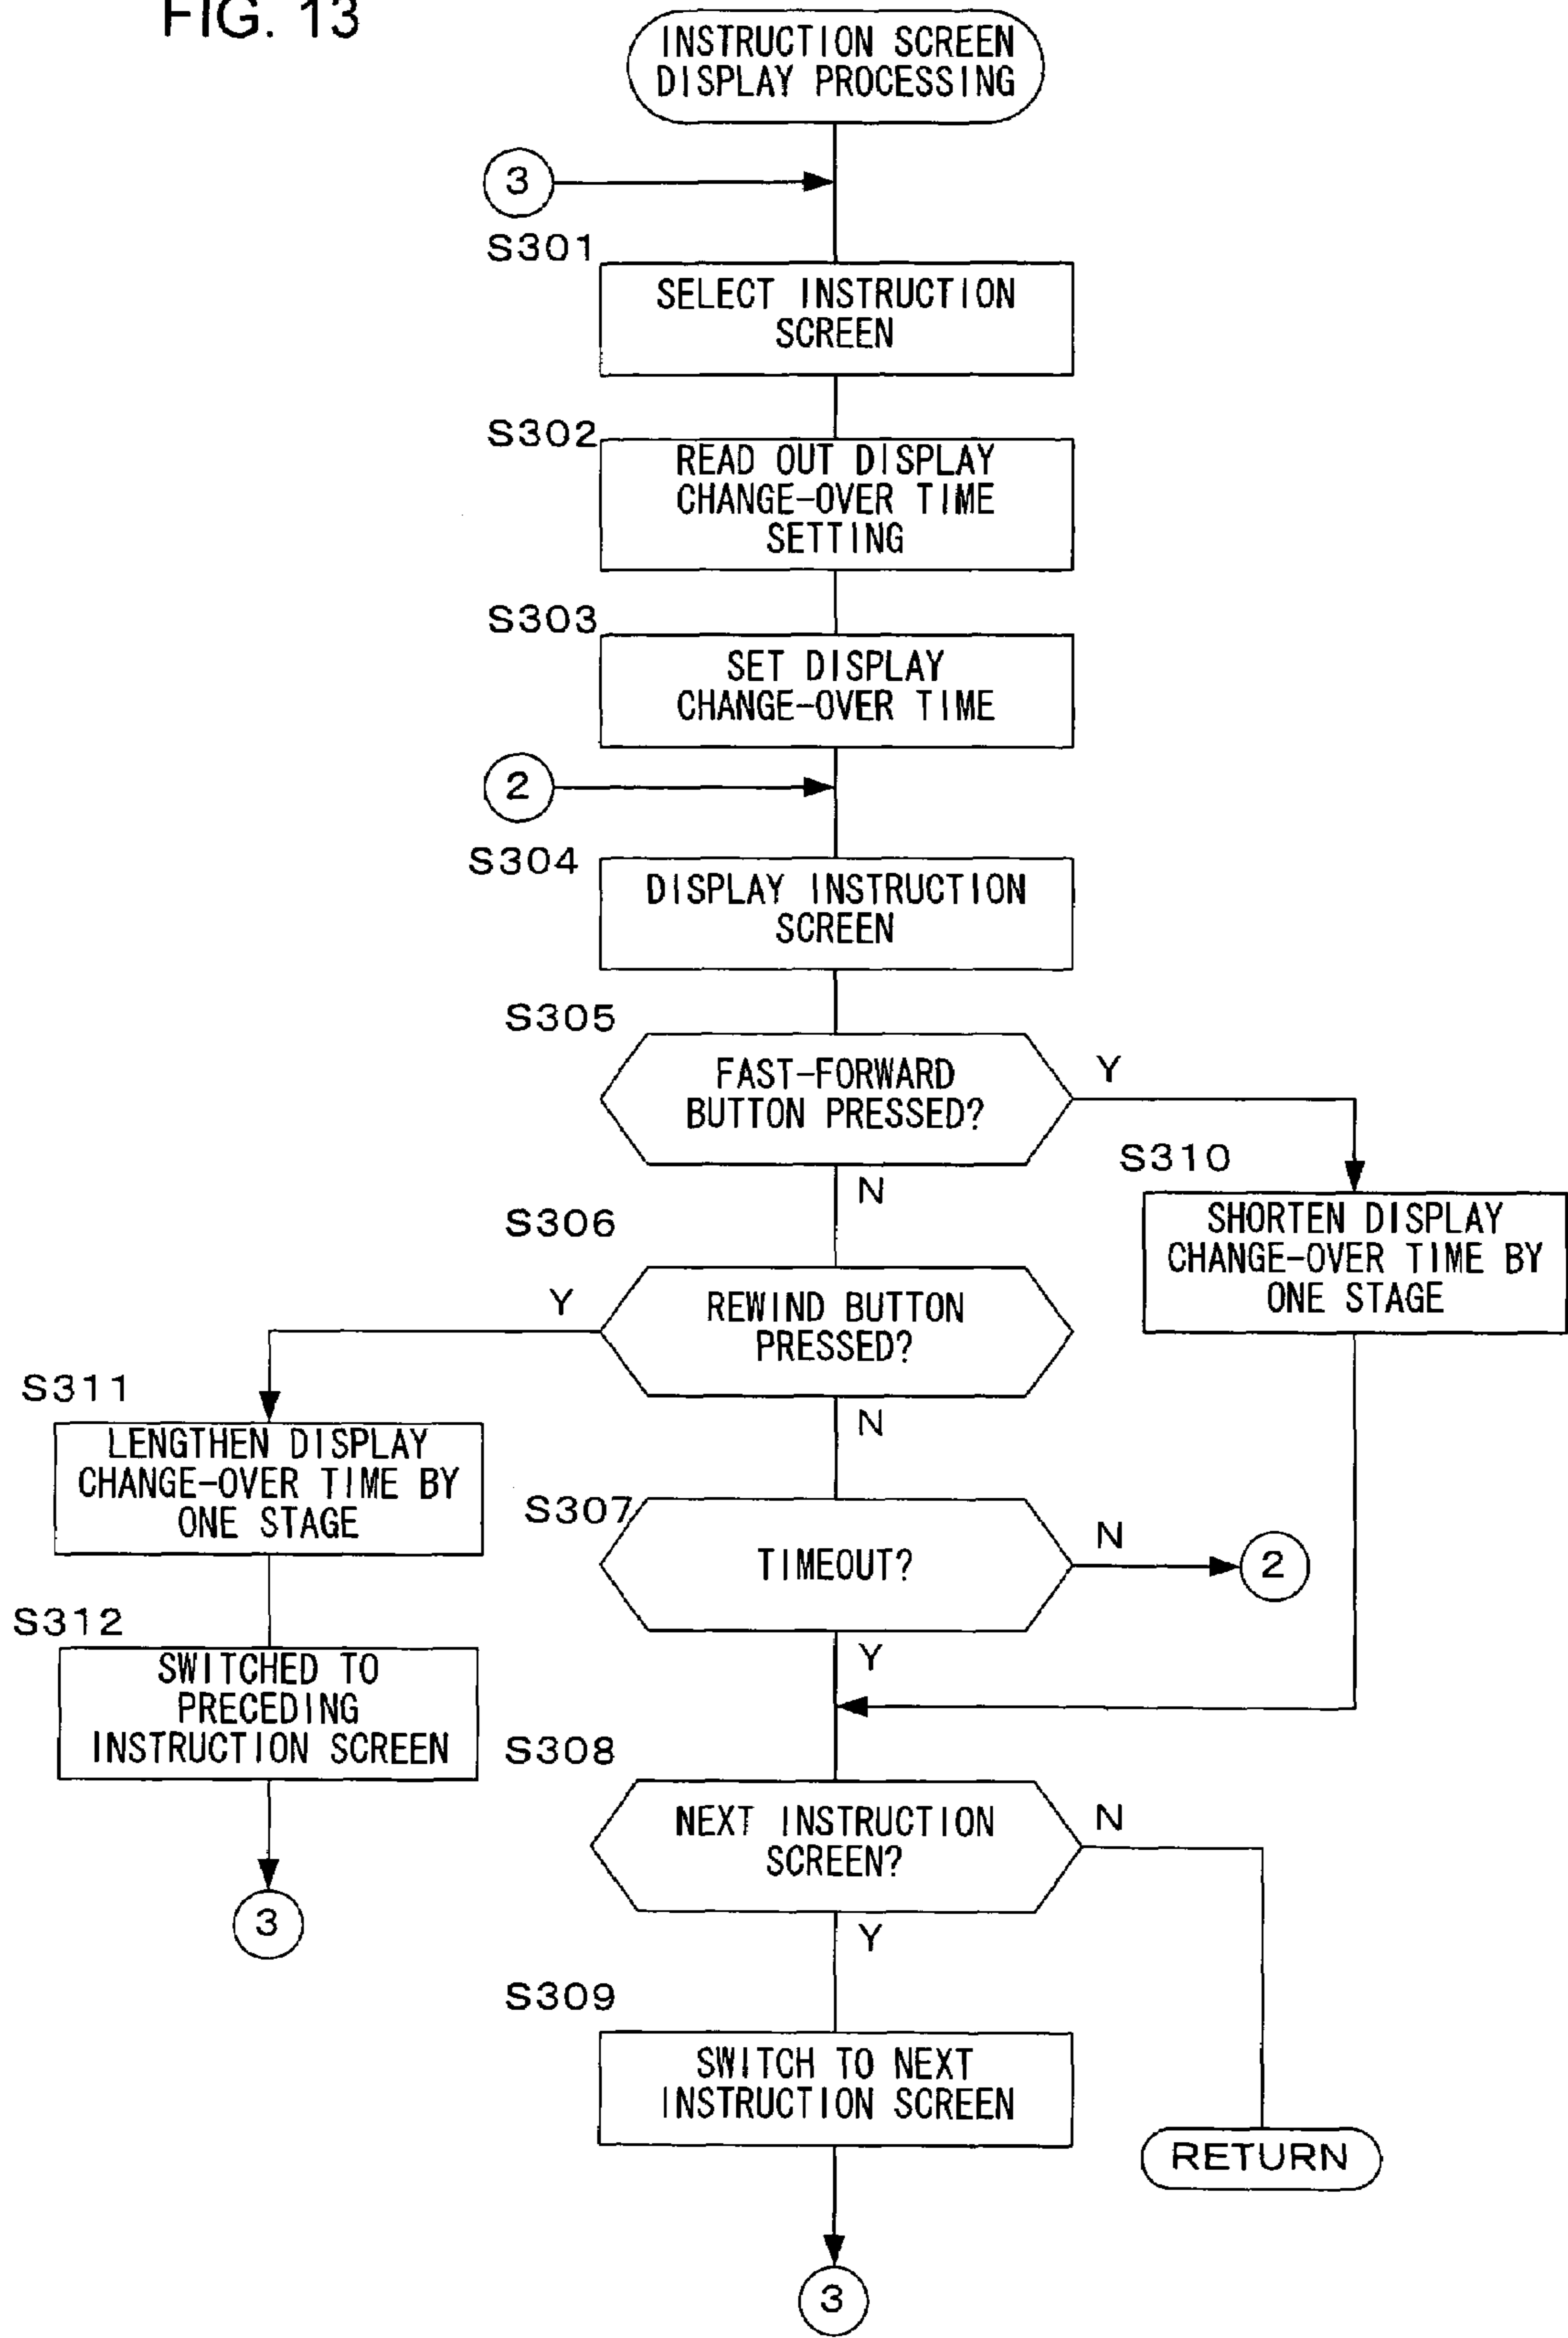 FIG. 13
INSTRUCTION SCREEN
DISPLAY PROCESSING
3
S301
SELECT INSTRUCTION
SCREEN
S302
READ OUT DISPLAY
CHANGE-OVER TIME
SETTING
S303
SET DISPLAY
CHANGE-OVER TIME
2
S304
DISPLAY INSTRUCTION
SCREEN
S305
FAST-FORWARD
BUTTON PRESSED?
Y
N
S310
SHORTEN DISPLAY
CHANGE-OVER TIME BY
ONE STAGE
S306
REWIND BUTTON
PRESSED?
Y
N
S311
LENGTHEN DISPLAY
CHANGE-OVER TIME BY
ONE STAGE
S307
TIMEOUT?
N
2
Y
S312
SWITCHED TO
PRECEDING
INSTRUCTION SCREEN
3
S308
NEXT INSTRUCTION
SCREEN?
N
Y
S309
SWITCH TO NEXT
INSTRUCTION SCREEN
RETURN
3